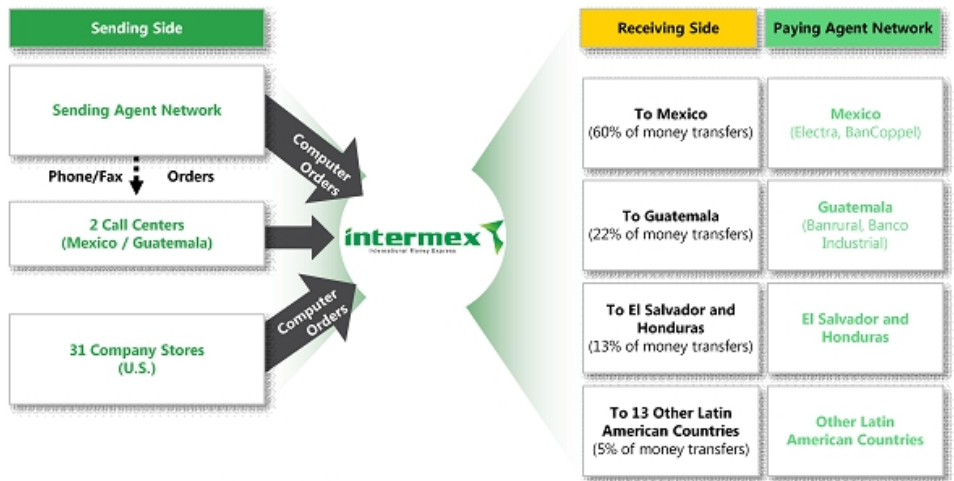 Sending Side
Sending Agent Network
Phone/Fax Orders
2 Call Centers
(Mexico / Guatemala)
31 Company Stores
(U.S.)
Computer
Orders
Computer
Orders
intermex
International Money Express
Receiving Side
Paying Agent Network
To Mexico
(60% of money transfers)
Mexico
(Electra, BanCoppel)
To Guatemala
(22% of money transfers)
Guatemala
(Banrural, Banco
Industrial)
To El Salvador and
Honduras
(13% of money transfers)
El Salvador and
Honduras
To 13 Other Latin
American Countries
(5% of money transfers)
Other Latin
American Countries